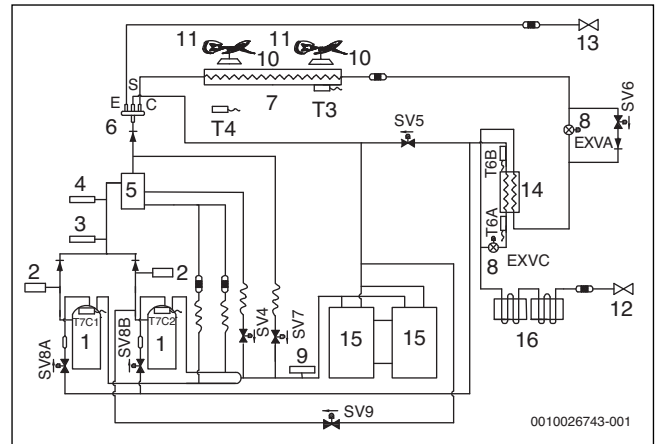 13
11
11
10
10
S
E
C
7
T3
T4
6
SV6
8
EXVA
SV5
T6B
14
T6A
8
EXVC
4
5
3
2
2
T7C1
1
SV8B
T7C2
1
SV8A
SV4
SV7
9
15
15
12
16
SV9
0010026743-001